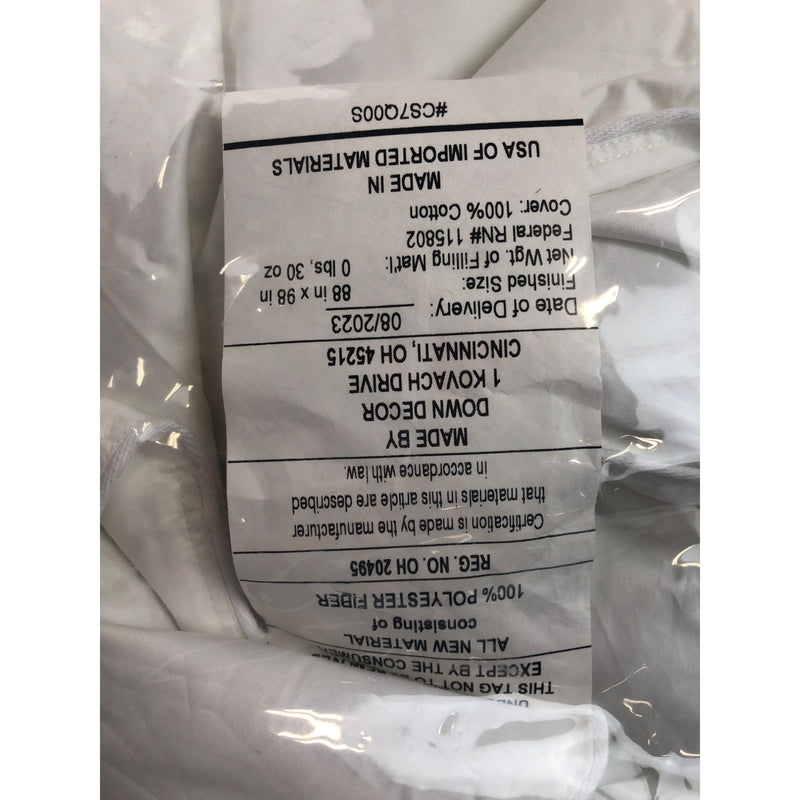 THIS TAG NOT
EXCEPT BY THE CONSUMER
ALL NEW MATERIAL
consisting of
100% POLYESTER FIBER
REG. NO. OH 20495
Certification is made by the manufacturer
that materials in this article are described
in accordance with law.
MADE BY
DOWN DECOR
1 KOVACH DRIVE
CINCINNATI, OH 45215
Date of Delivery: 08/2023
Finished Size: 88 in x 98 in
Net Wgt. of Filling Mat'l: 0 lbs, 30 oz
Federal RN# 115802
Cover: 100% Cotton
MADE IN
USA OF IMPORTED MATERIALS
#CS7Q00S